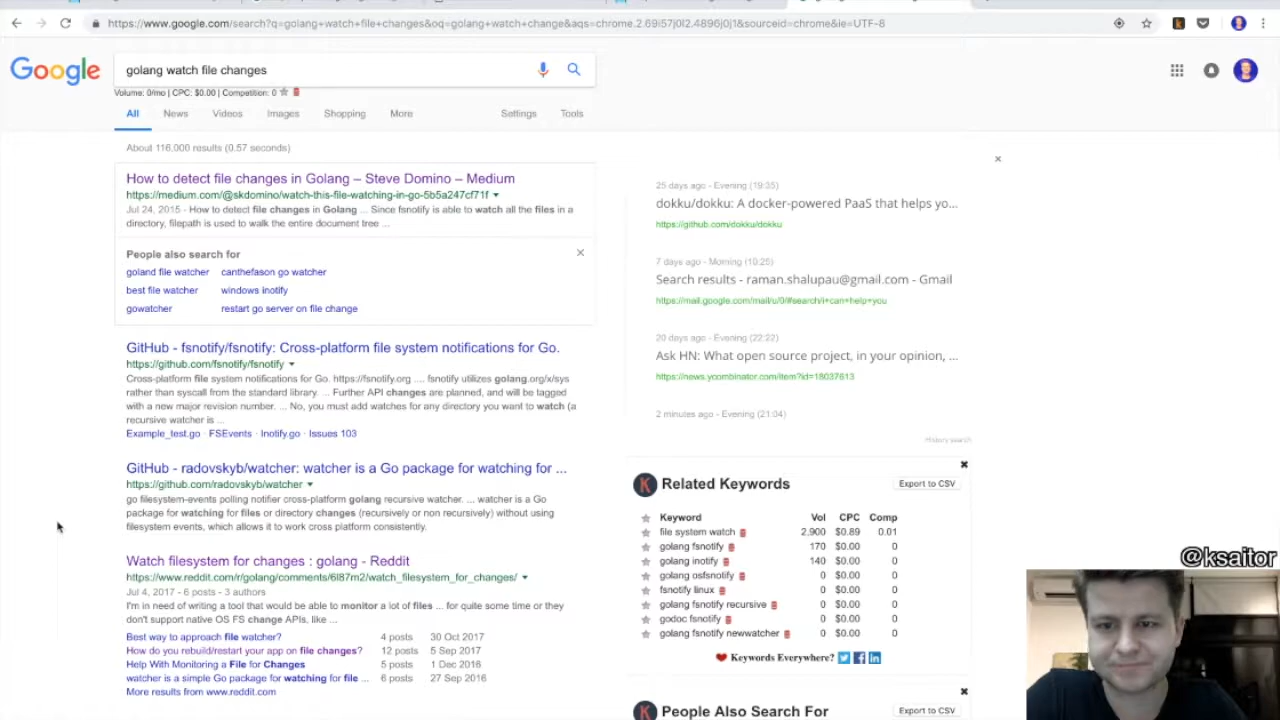 https://www.google.com/search?q=golang+watch+file+changes&oq=golang+watch+change&aqs=chrome.2.69i57j0l2.4896j0j1&sourceid=chrome&ie=UTF-8
Google
golang watch file changes
Volume: 0/mo | CPC: $0.00 | Competition: 0
All News Videos Images Shopping More Settings Tools
About 116,000 results (0.57 seconds)
How to detect file changes in Golang – Steve Domino – Medium
https://medium.com/@skdomino/watch-this-file-watching-in-go-5b5a247cf71f
Jul 24, 2015 - How to detect file changes in Golang ... Since fsnotify is able to watch all the files in a
directory, filepath is used to walk the entire document tree ...
People also search for
goland file watcher canthefason go watcher
best file watcher windows inotify
gowatcher restart go server on file change
GitHub - fsnotify/fsnotify: Cross-platform file system notifications for Go.
https://github.com/fsnotify/fsnotify
Cross-platform file system notifications for Go. https://fsnotify.org .... fsnotify utilizes golang.org/x/sys
rather than syscall from the standard library. ... Further API changes are planned, and will be tagged
with a new major revision number. ... No, you must add watches for any directory you want to watch (a
recursive watcher is ...
Example_test.go · FSEvents · Inotify.go · Issues 103
GitHub - radovskyb/watcher: watcher is a Go package for watching for ...
https://github.com/radovskyb/watcher
go filesystem-events polling notifier cross-platform golang recursive watcher. ... watcher is a Go
package for watching for files or directory changes (recursively or non recursively) without using
filesystem events, which allows it to work cross platform consistently.
Watch filesystem for changes : golang - Reddit
https://www.reddit.com/r/golang/comments/6l87m2/watch_filesystem_for_changes/
Jul 4, 2017 - 6 posts - 3 authors
I'm in need of writing a tool that would be able to monitor a lot of files ... for quite some time or they
don't support native OS FS change APIs, like ...
Best way to approach file watcher? 4 posts 30 Oct 2017
How do you rebuild/restart your app on file changes? 12 posts 5 Sep 2017
Help With Monitoring a File for Changes 5 posts 1 Dec 2016
watcher is a simple Go package for watching for file ... 6 posts 27 Sep 2016
More results from www.reddit.com
25 days ago - Evening (19:35)
dokku/dokku: A docker-powered PaaS that helps yo...
https://github.com/dokku/dokku
7 days ago - Morning (10:25)
Search results - raman.shalupau@gmail.com - Gmail
https://mail.google.com/mail/u/0/#search/i+can+help+you
20 days ago - Evening (22:22)
Ask HN: What open source project, in your opinion, ...
https://news.ycombinator.com/item?id=18037613
2 minutes ago - Evening (21:04)
History search
K Related Keywords Export to CSV
Keyword Vol CPC Comp
file system watch 2,900 $0.89 0.01
golang fsnotify 170 $0.00 0
golang inotify 140 $0.00 0
golang osfsnotify 0 $0.00 0
fsnotify linux 0 $0.00 0
golang fsnotify recursive 0 $0.00 0
godoc fsnotify 0 $0.00 0
golang fsnotify newwatcher 0 $0.00 0
Keywords Everywhere?
K People Also Search For Export to CSV
@ksaitor